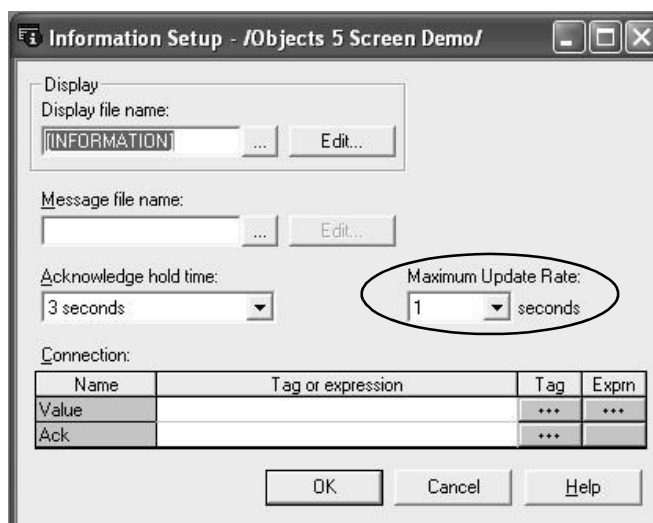 Information Setup - /Objects 5 Screen Demo/
Display
Display file name:
[INFORMATION] ... Edit...
Message file name:
... Edit...
Acknowledge hold time: Maximum Update Rate:
3 seconds 1 seconds
Connection:
Name Tag or expression Tag Exprn
Value ... ...
Ack ...
OK Cancel Help